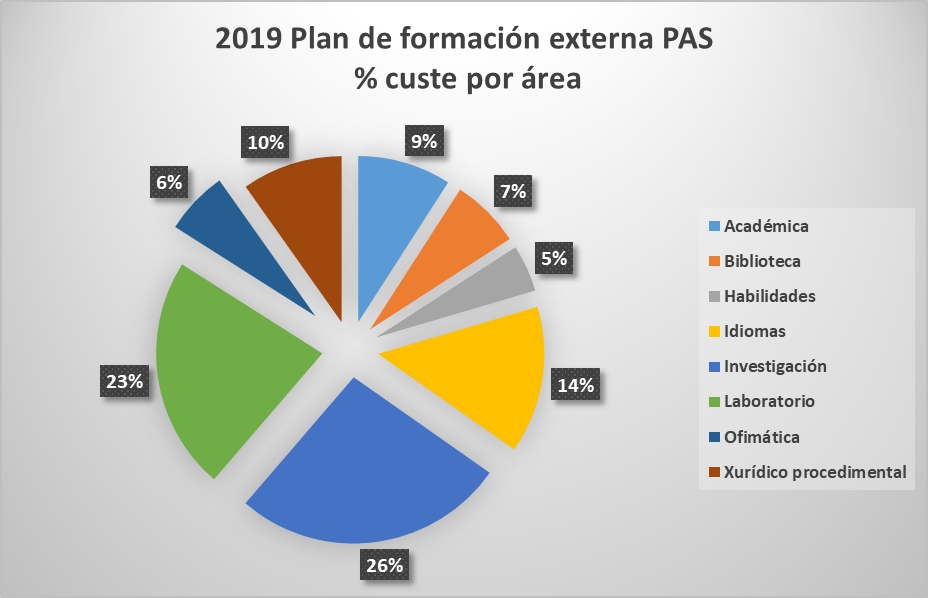 2019 Plan de formación externa PAS
% custe por área
10%
9%
6%
7%
5%
23%
14%
26%
Académica
Biblioteca
Habilidades
Idiomas
Investigación
Laboratorio
Ofimática
Xurídico procedimental